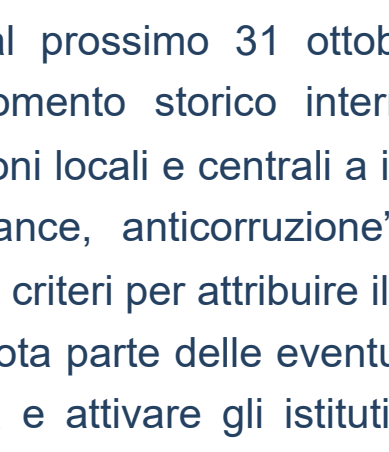 al prossimo 31 ottob
omento storico inter
oni locali e centrali a i
ance, anticorruzione”
criteri per attribuire il
ota parte delle eventu
e attivare gli istituti